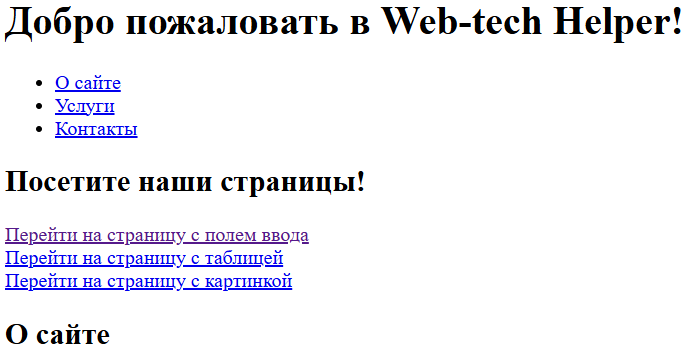 Добро пожаловать в Web-tech Helper!
О сайте
Услуги
Контакты
Посетите наши страницы!
Перейти на страницу с полем ввода
Перейти на страницу с таблицей
Перейти на страницу с картинкой
О сайте